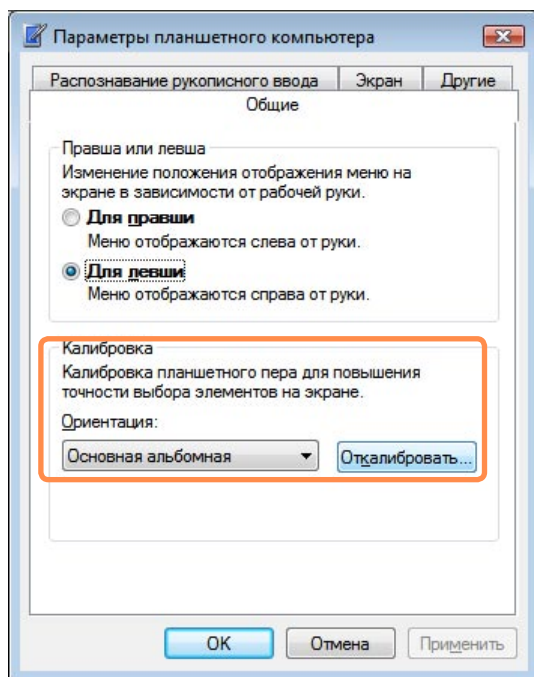 Параметры планшетного компьютера
Распознавание рукописного ввода
Экран
Другие
Общие
Правша или левша
Изменение положения отображения меню на
экране в зависимости от рабочей руки.
Для правши
Меню отображаются слева от руки.
Для левши
Меню отображаются справа от руки.
Калибровка
Калибровка планшетного пера для повышения
точности выбора элементов на экране.
Ориентация:
Основная альбомная
Откалибровать...
ОК
Отмена
Применить